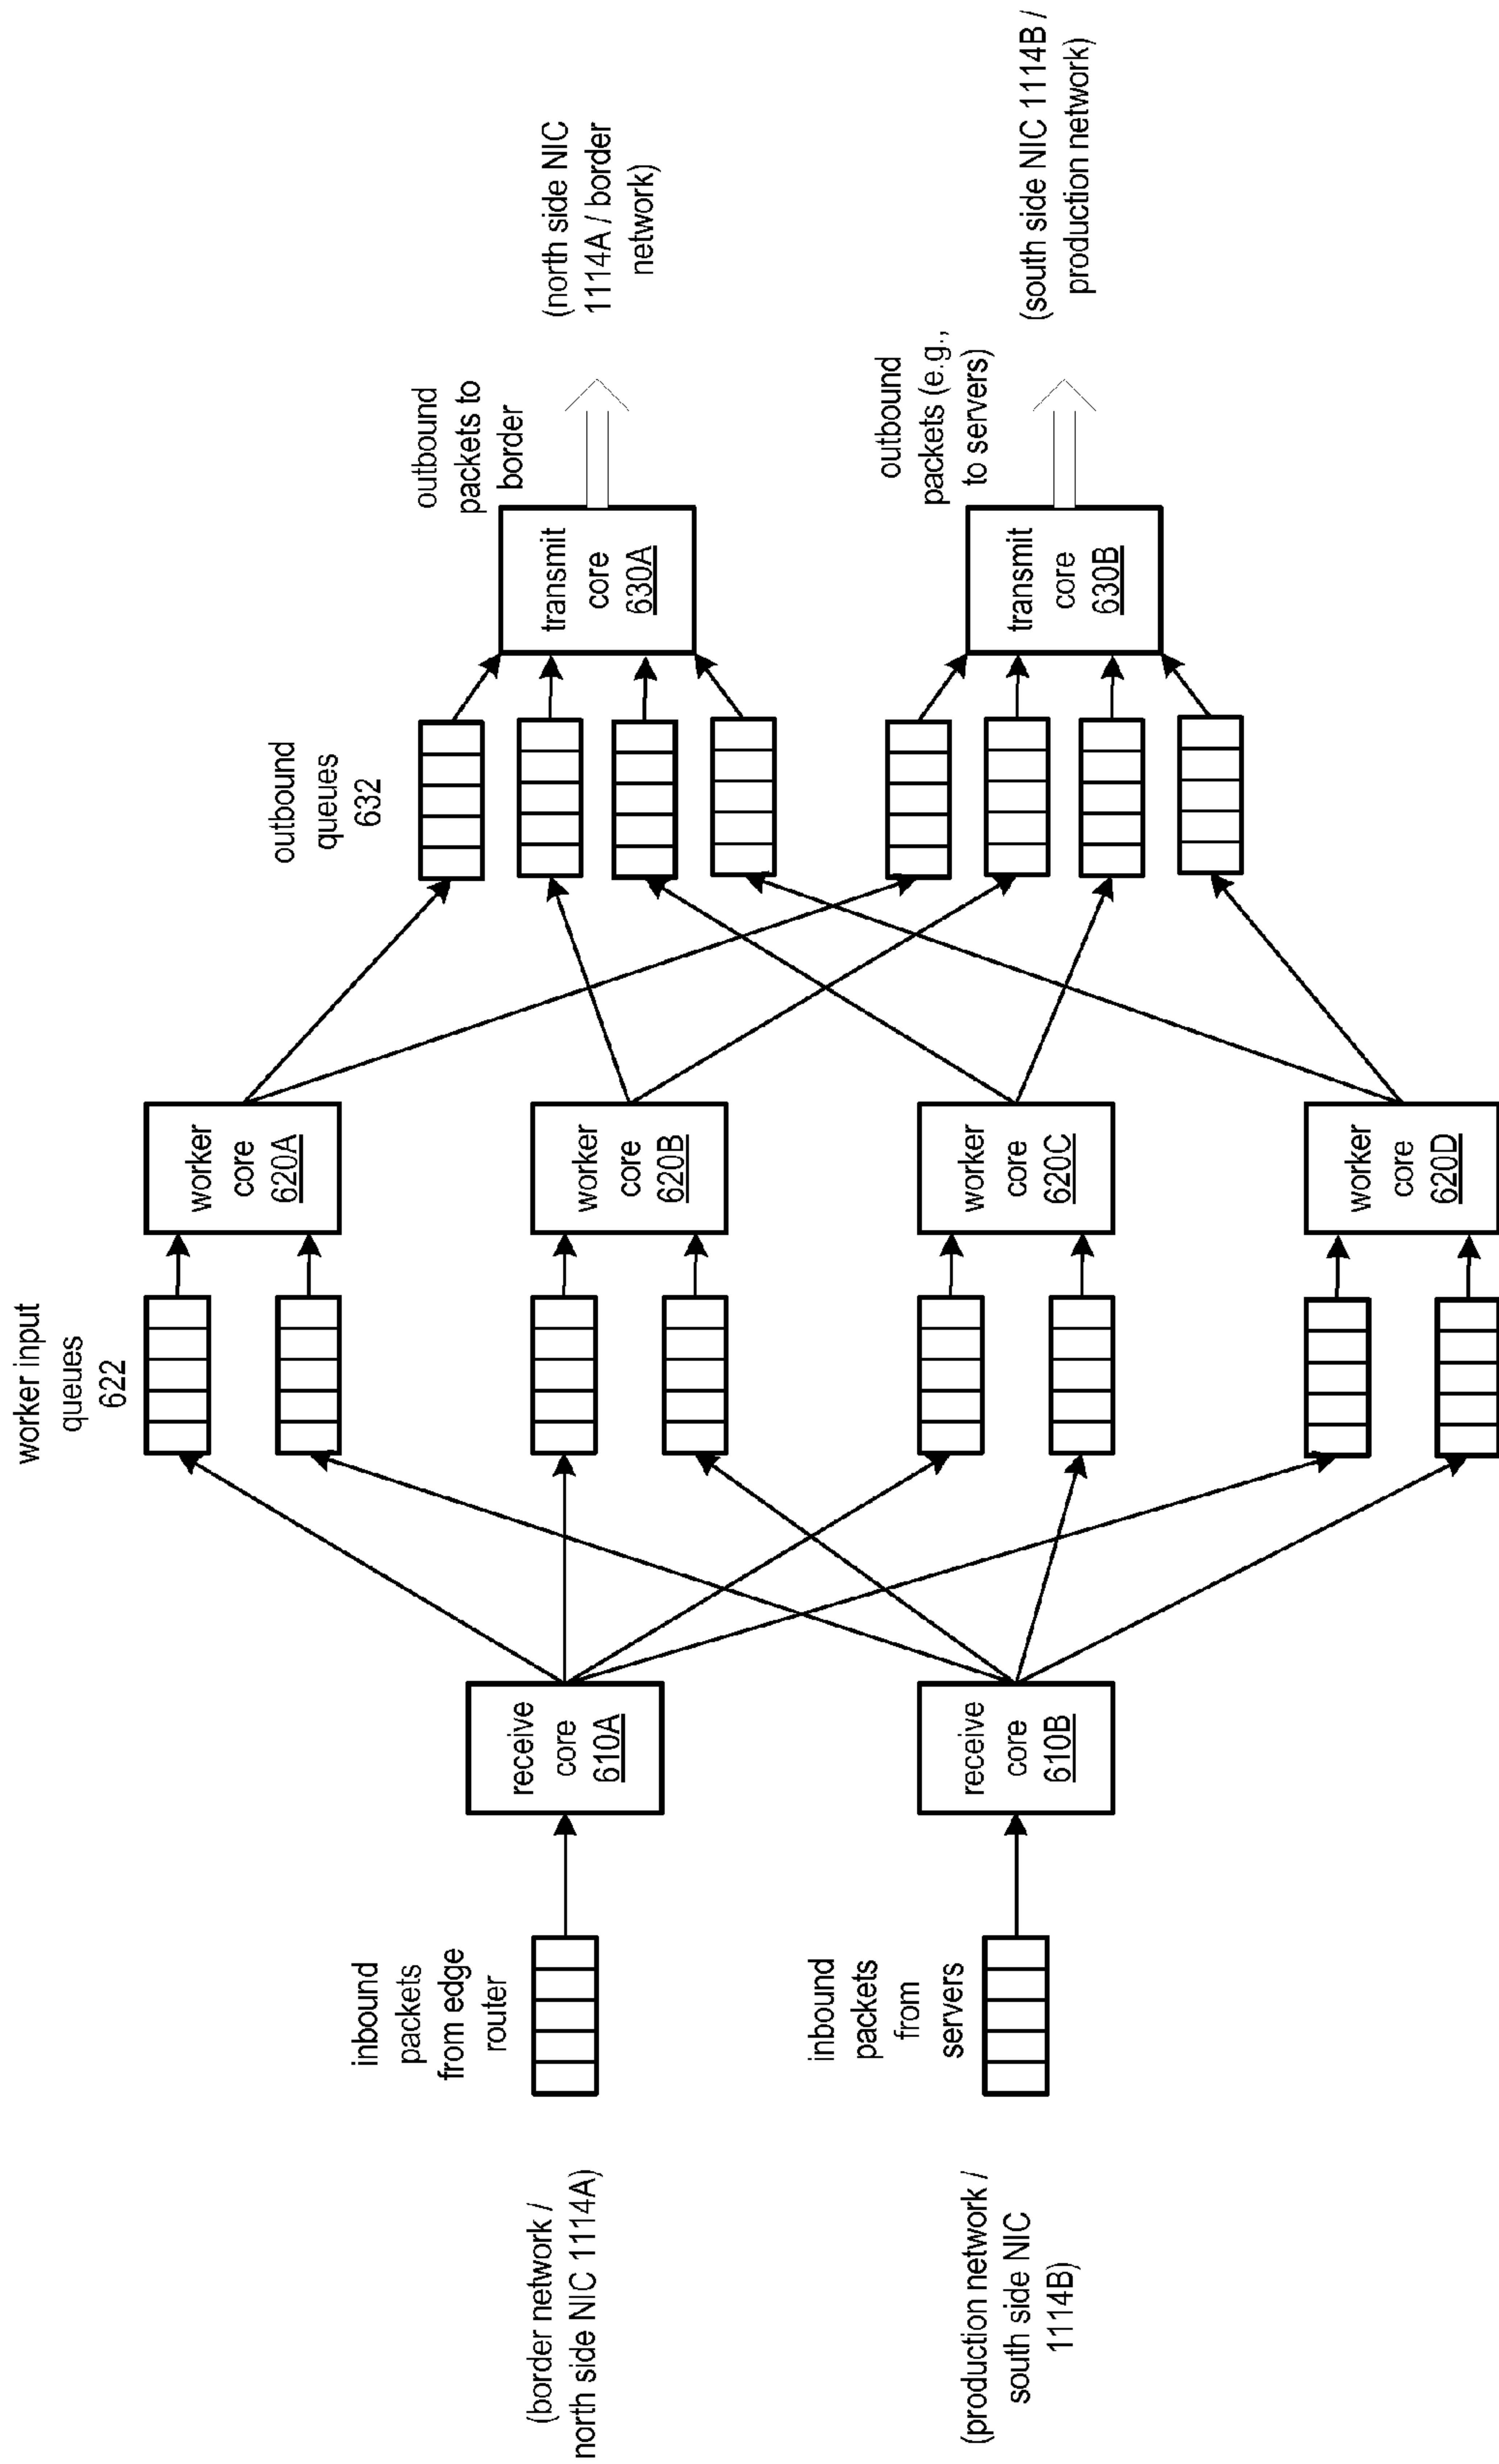 worker input
queues
622
outbound
queues
632
inbound
packets
from edge
router
outbound
packets to
border
(border network /
north side NIC 1114A)
receive
core
610A
worker
core
620A
worker
core
620B
transmit
core
630A
(north side NIC
1114A / border
network)
inbound
packets
from
servers
outbound
packets (e.g.,
to servers)
(production network /
south side NIC
1114B)
receive
core
610B
worker
core
620C
worker
core
620D
transmit
core
630B
(south side NIC 1114B /
production network)